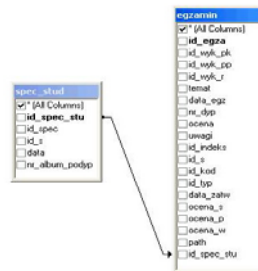 spec_stud
* (All Columns)
id_spec_stu
id_spec
id_s
data
nr_album_podyp
egzamin
* (All Columns)
id_egza
id_wyk_pk
id_wyk_pp
id_wyk_r
temat
data_egz
nr_dyp
ocena
uwagi
id_indeks
id_s
id_kod
id_typ
data_zatw
ocena_s
ocena_p
ocena_w
path
id_spec_stu